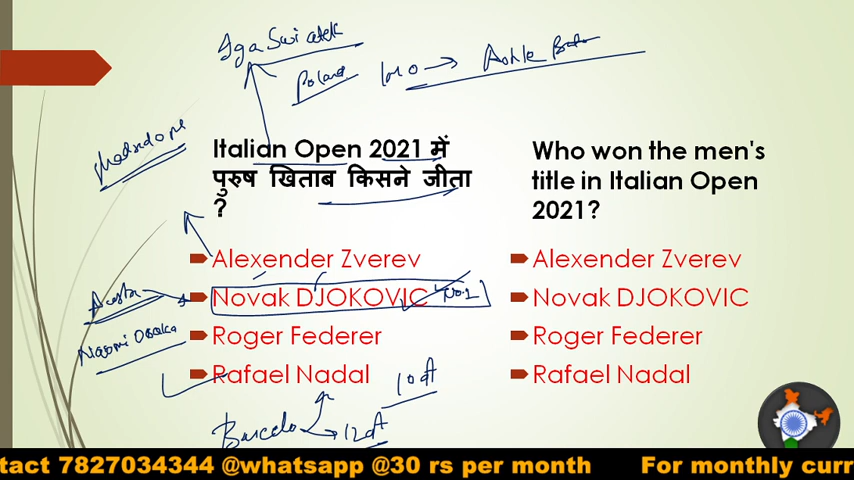 Iga Swiatek
Poland
Italian Open 2021 में
पुरुष खिताब किसने जीता
?
Alexender Zverev
Novak DJOKOVIC No.1
Roger Federer
Rafael Nadal
Naomi Osaka
10
12
Who won the men's
title in Italian Open
2021?
Alexender Zverev
Novak DJOKOVIC
Roger Federer
Rafael Nadal
tact 7827034344 @whatsapp @30 rs per month For monthly curr